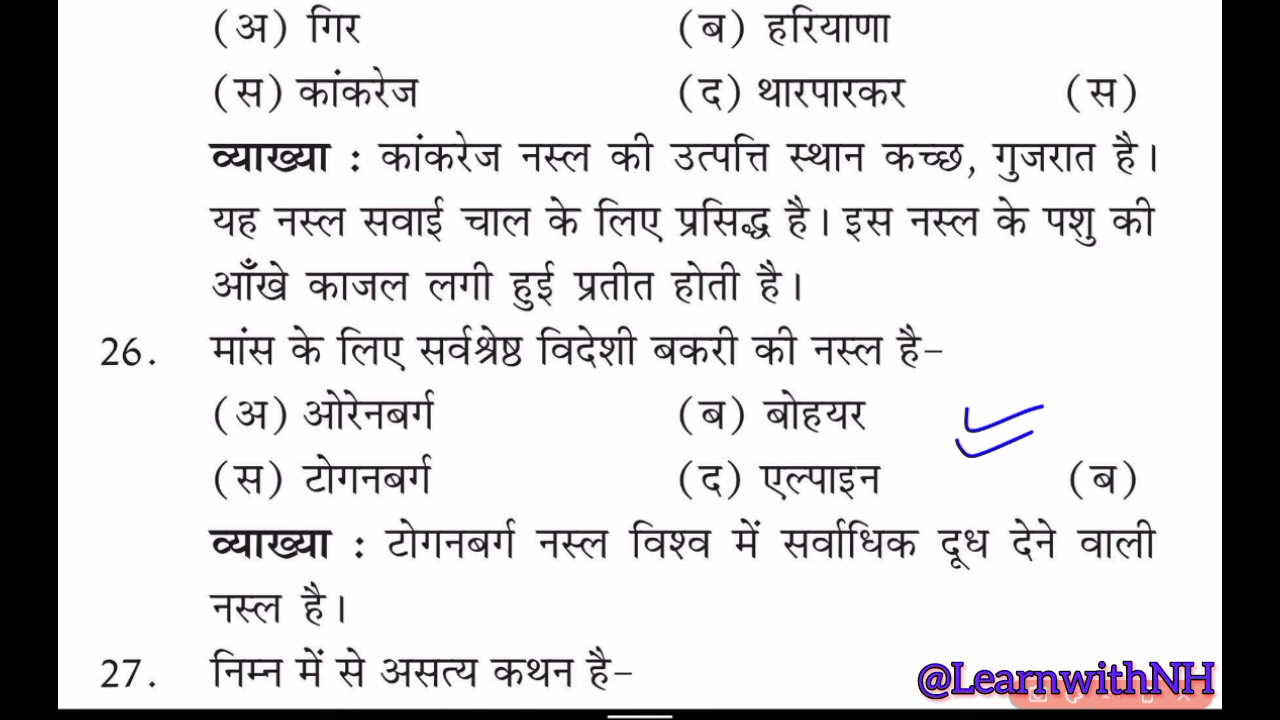 (अ) गिर (ब) हरियाणा
(स) कांकरेज (द) थारपारकर (स)
व्याख्या : कांकरेज नस्ल की उत्पत्ति स्थान कच्छ, गुजरात है।
यह नस्ल सवाई चाल के लिए प्रसिद्ध है। इस नस्ल के पशु की
आँखे काजल लगी हुई प्रतीत होती है।
26. मांस के लिए सर्वश्रेष्ठ विदेशी बकरी की नस्ल है-
(अ) ओरेनबर्ग (ब) बोहयर
(स) टोगनबर्ग (द) एल्पाइन (ब)
व्याख्या : टोगनबर्ग नस्ल विश्व में सर्वाधिक दूध देने वाली
नस्ल है।
27. निम्न में से असत्य कथन है-
@LearnwithNH